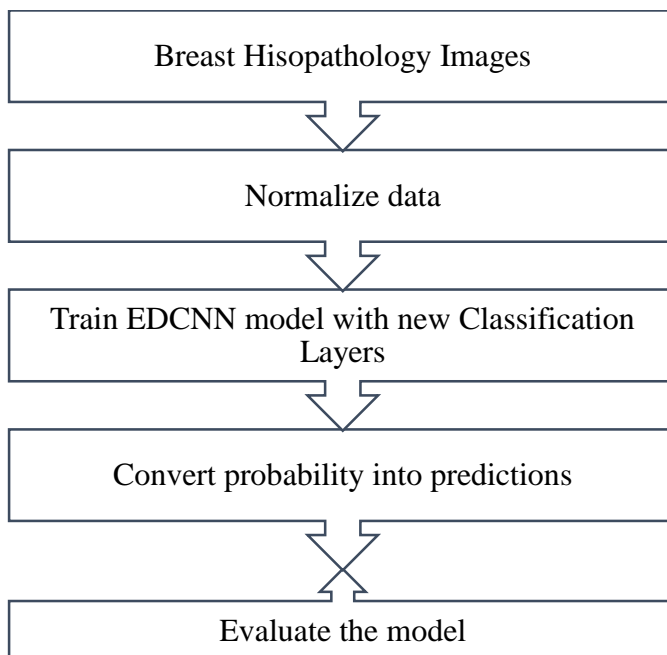 Breast Hisopathology Images
Normalize data
Train EDCNN model with new Classification
Layers
Convert probability into predictions
Evaluate the model